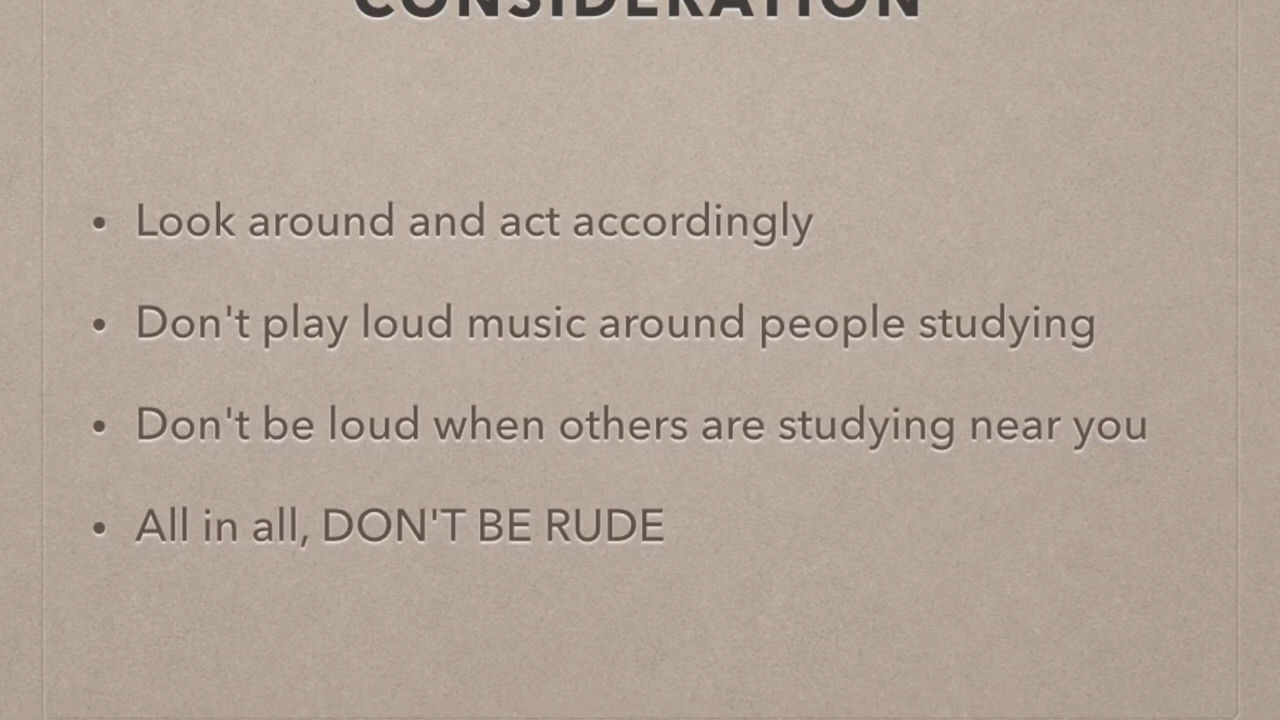 CONSIDERATION
• Look around and act accordingly
• Don't play loud music around people studying
• Don't be loud when others are studying near you
• All in all, DON'T BE RUDE